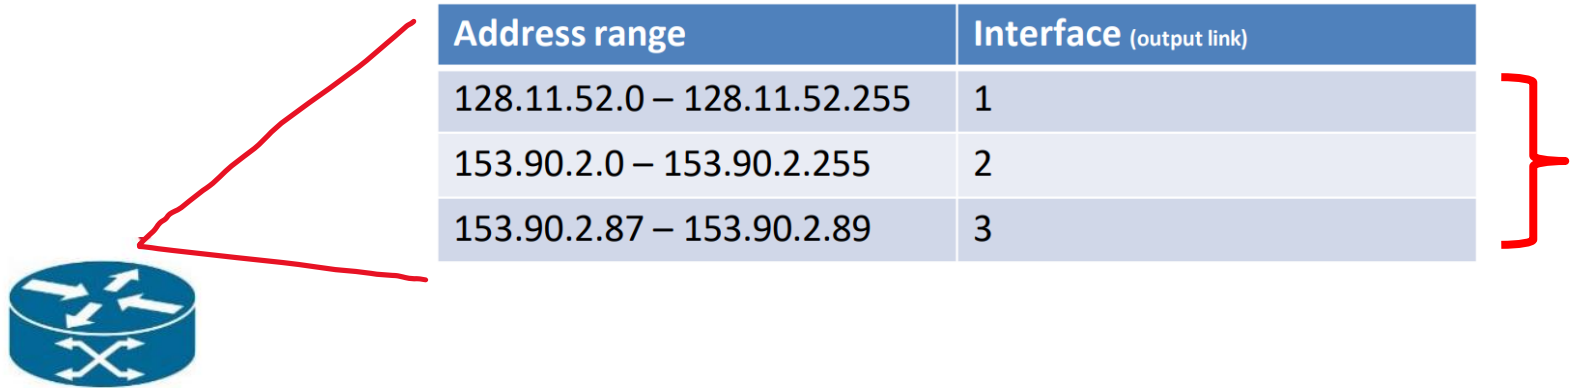 Address range Interface (output link)
128.11.52.0 – 128.11.52.255 1
153.90.2.0 – 153.90.2.255 2
153.90.2.87 – 153.90.2.89 3